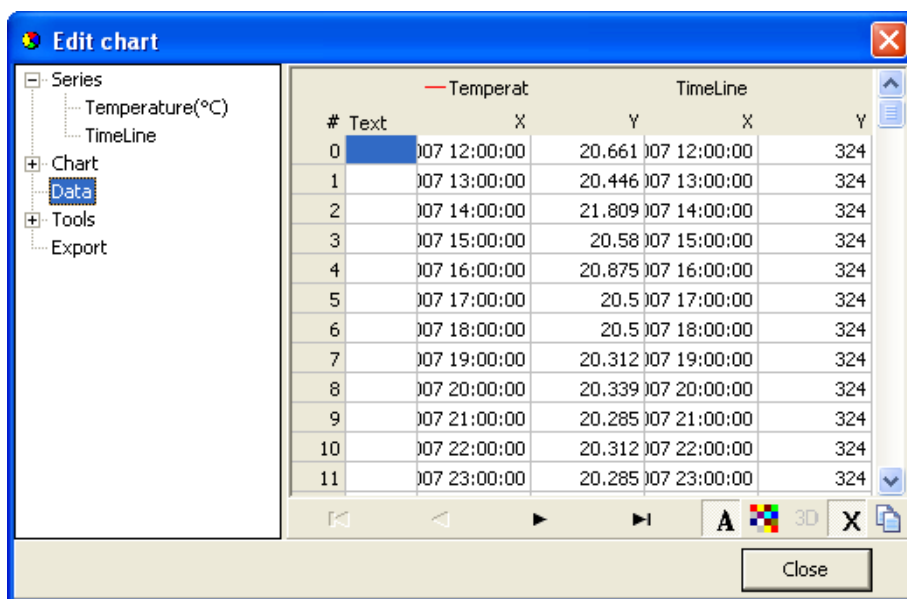 Edit chart
Series
Temperature(°C)
TimeLine
Chart
Data
Tools
Export
Temperat TimeLine
# Text X Y X Y
0 007 12:00:00 20.661 007 12:00:00 324
1 007 13:00:00 20.446 007 13:00:00 324
2 007 14:00:00 21.809 007 14:00:00 324
3 007 15:00:00 20.58 007 15:00:00 324
4 007 16:00:00 20.875 007 16:00:00 324
5 007 17:00:00 20.5 007 17:00:00 324
6 007 18:00:00 20.5 007 18:00:00 324
7 007 19:00:00 20.312 007 19:00:00 324
8 007 20:00:00 20.339 007 20:00:00 324
9 007 21:00:00 20.285 007 21:00:00 324
10 007 22:00:00 20.312 007 22:00:00 324
11 007 23:00:00 20.285 007 23:00:00 324
A 3D X
Close